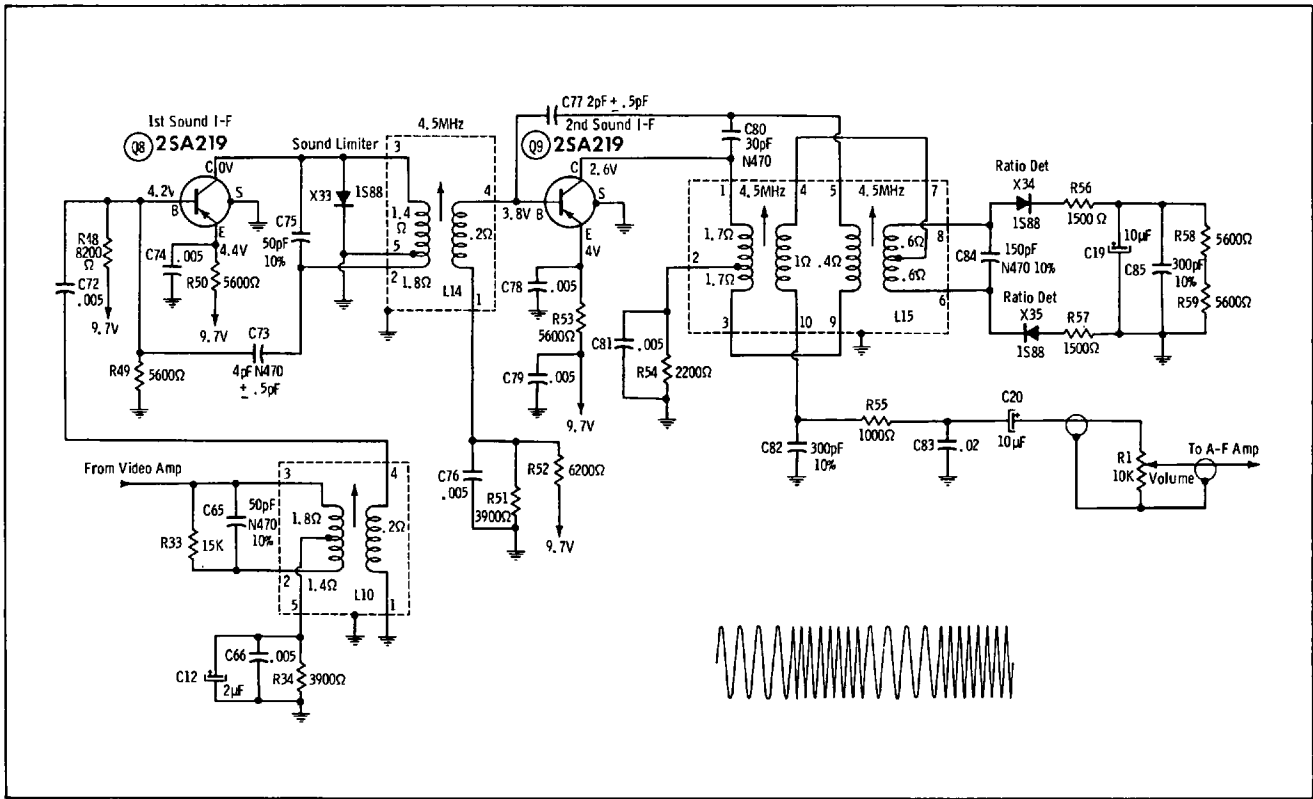 1st Sound I-F
Q8 2SA219
C 0V
4.2V
B
S
E
4.4V
R48
8200
Ω
C72
.005
9.7V
C74 .005
R50 5600Ω
9.7V
C73
4pF N470
± .5pF
R49 5600Ω
C75
50pF
10%
Sound Limiter
X33 1S88
4.5MHz
3
1.4
Ω
5
2 1.8Ω
L14
4
.2Ω
1
C77 2pF ± .5pF
2nd Sound I-F
Q9 2SA219
C 2.6V
3.8V B
S
E
4V
C78 .005
R53
5600Ω
C79 .005
9.7V
C80
30pF
N470
1 4.5MHz 4 5 4.5MHz 7
1.7Ω
2
1.7Ω
1Ω .4Ω
.6Ω
.6Ω
8
6
3 10 9 L15
C81 .005
R54 2200Ω
C84 150pF
N470 10%
Ratio Det
X34
1S88
R56
1500 Ω
Ratio Det
X35
1S88
R57
1500Ω
10µF
C19
C85 300pF
10%
R58 5600Ω
R59 5600Ω
C76
.005
R51
3900Ω
R52 6200Ω
9.7V
C82 300pF
10%
R55
1000Ω
C83 .02
C20
10µF
R1
10K
Volume
To A-F Amp
From Video Amp
R33 15K
C65 50pF
N470
10%
3
1.8Ω
2 1.4Ω
5
L10
4
.2Ω
1
C12 2µF
C66 .005
R34 3900Ω